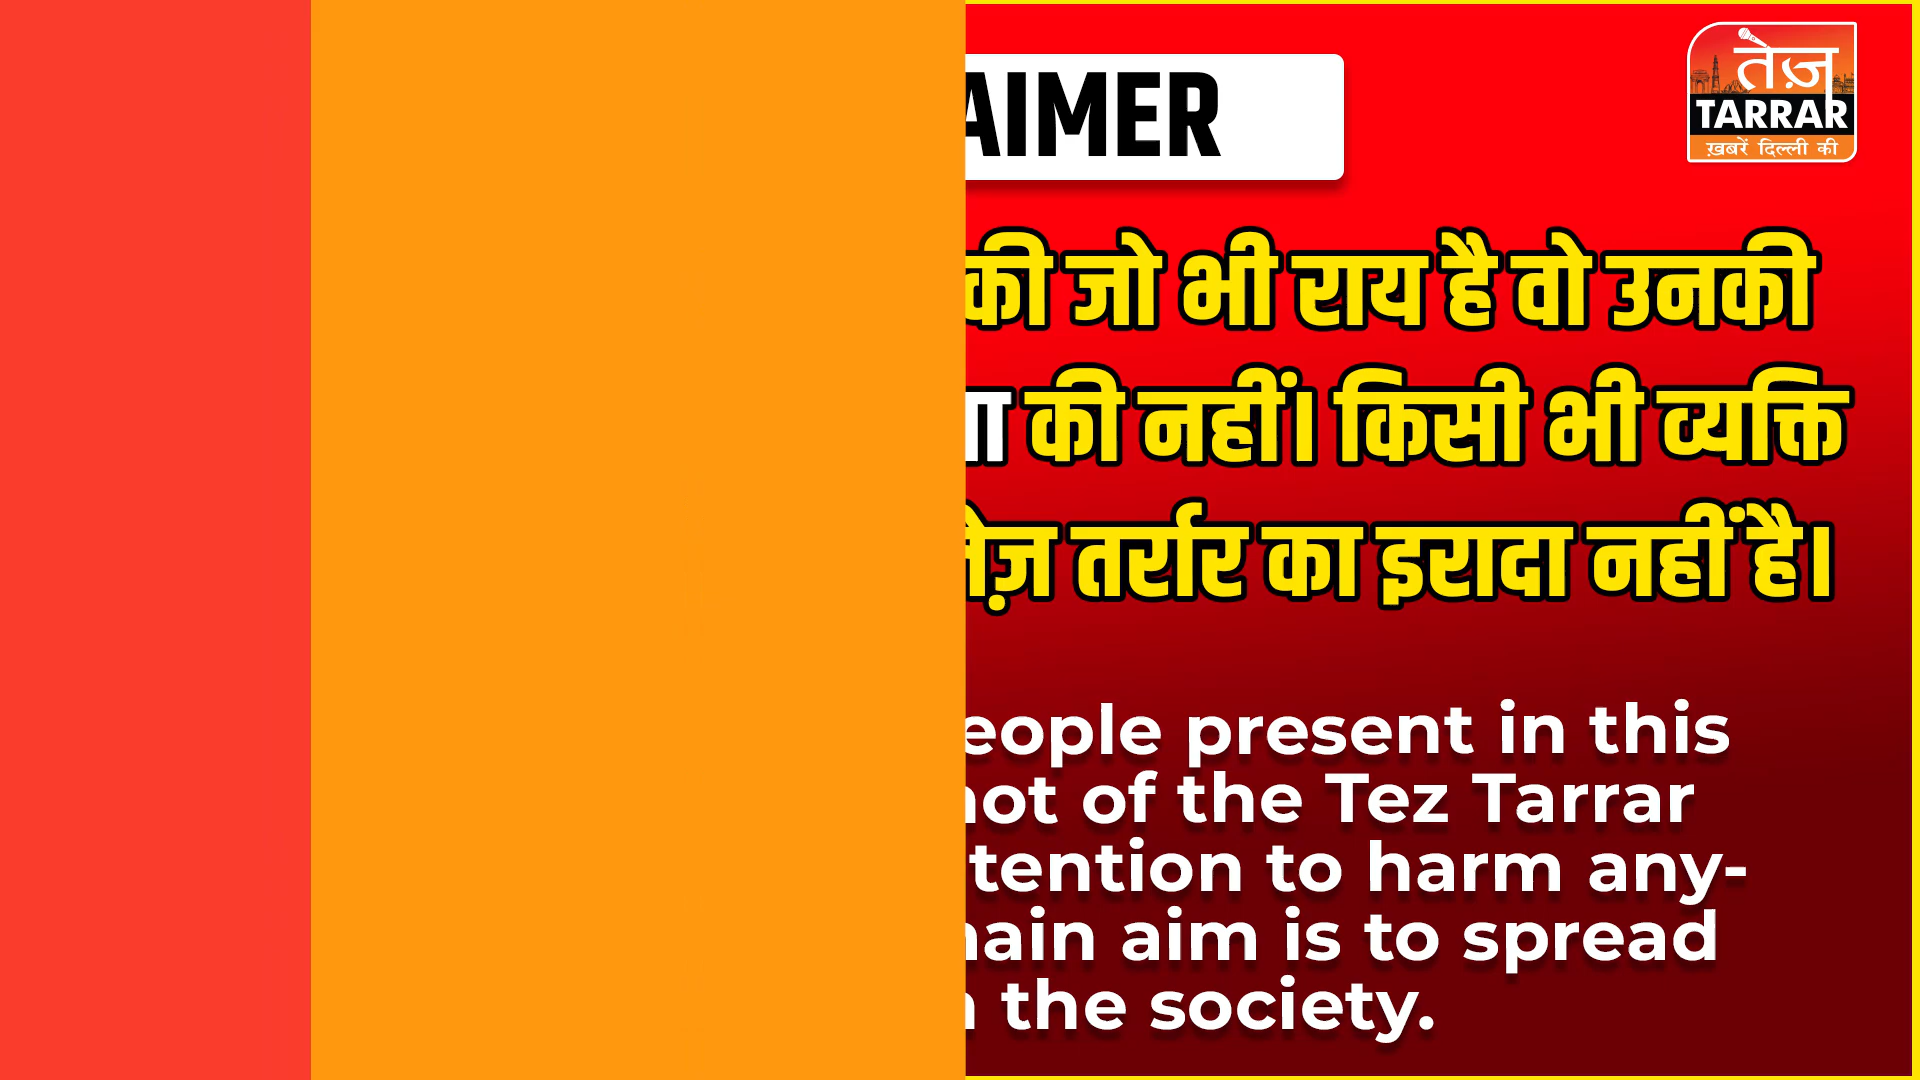 AIMER
तेज़
TARRAR
ख़बरें दिल्ली की
की जो भी राय है वो उनकी
की नहीं। किसी भी व्यक्ति
तेज़ तर्रार का इरादा नहीं है।
eople present in this
not of the Tez Tarrar
tention to harm any-
main aim is to spread
the society.